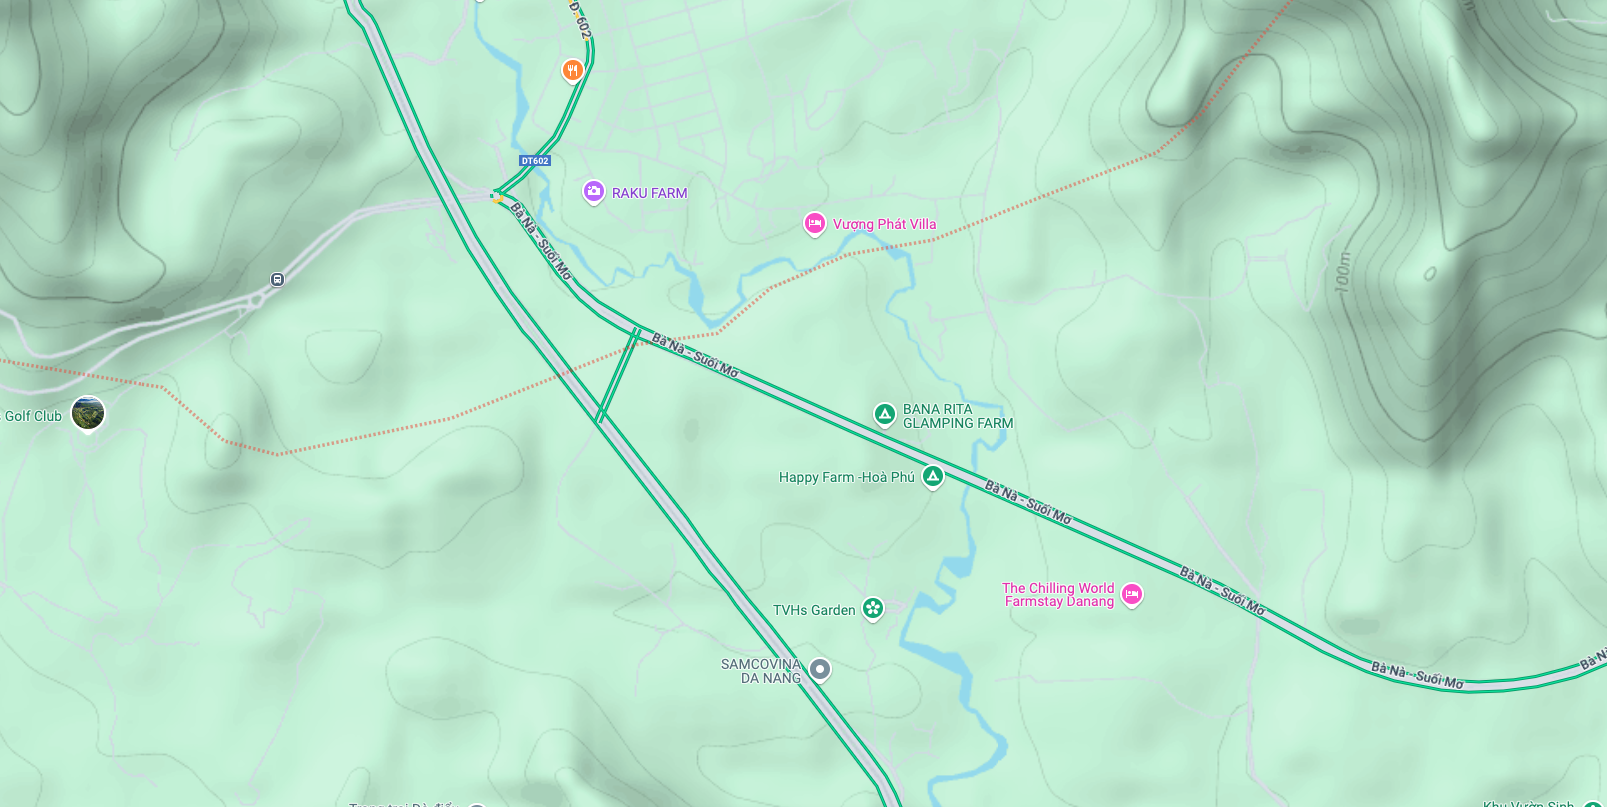 Đ. 602
DT602
RAKU FARM
Bà Nà - Suối Mơ
Vượng Phát Villa
100m
Bà Nà - Suối Mơ
Golf Club
BANA RITA
GLAMPING FARM
Happy Farm -Hoà Phú
Bà Nà - Suối Mơ
Bà Nà - Suối Mơ
The Chilling World
Farmstay Danang
TVHs Garden
SAMCOVINA
DA NANG
Bà Nà - Suối Mơ
Bà N
Khu Vườn Sinh